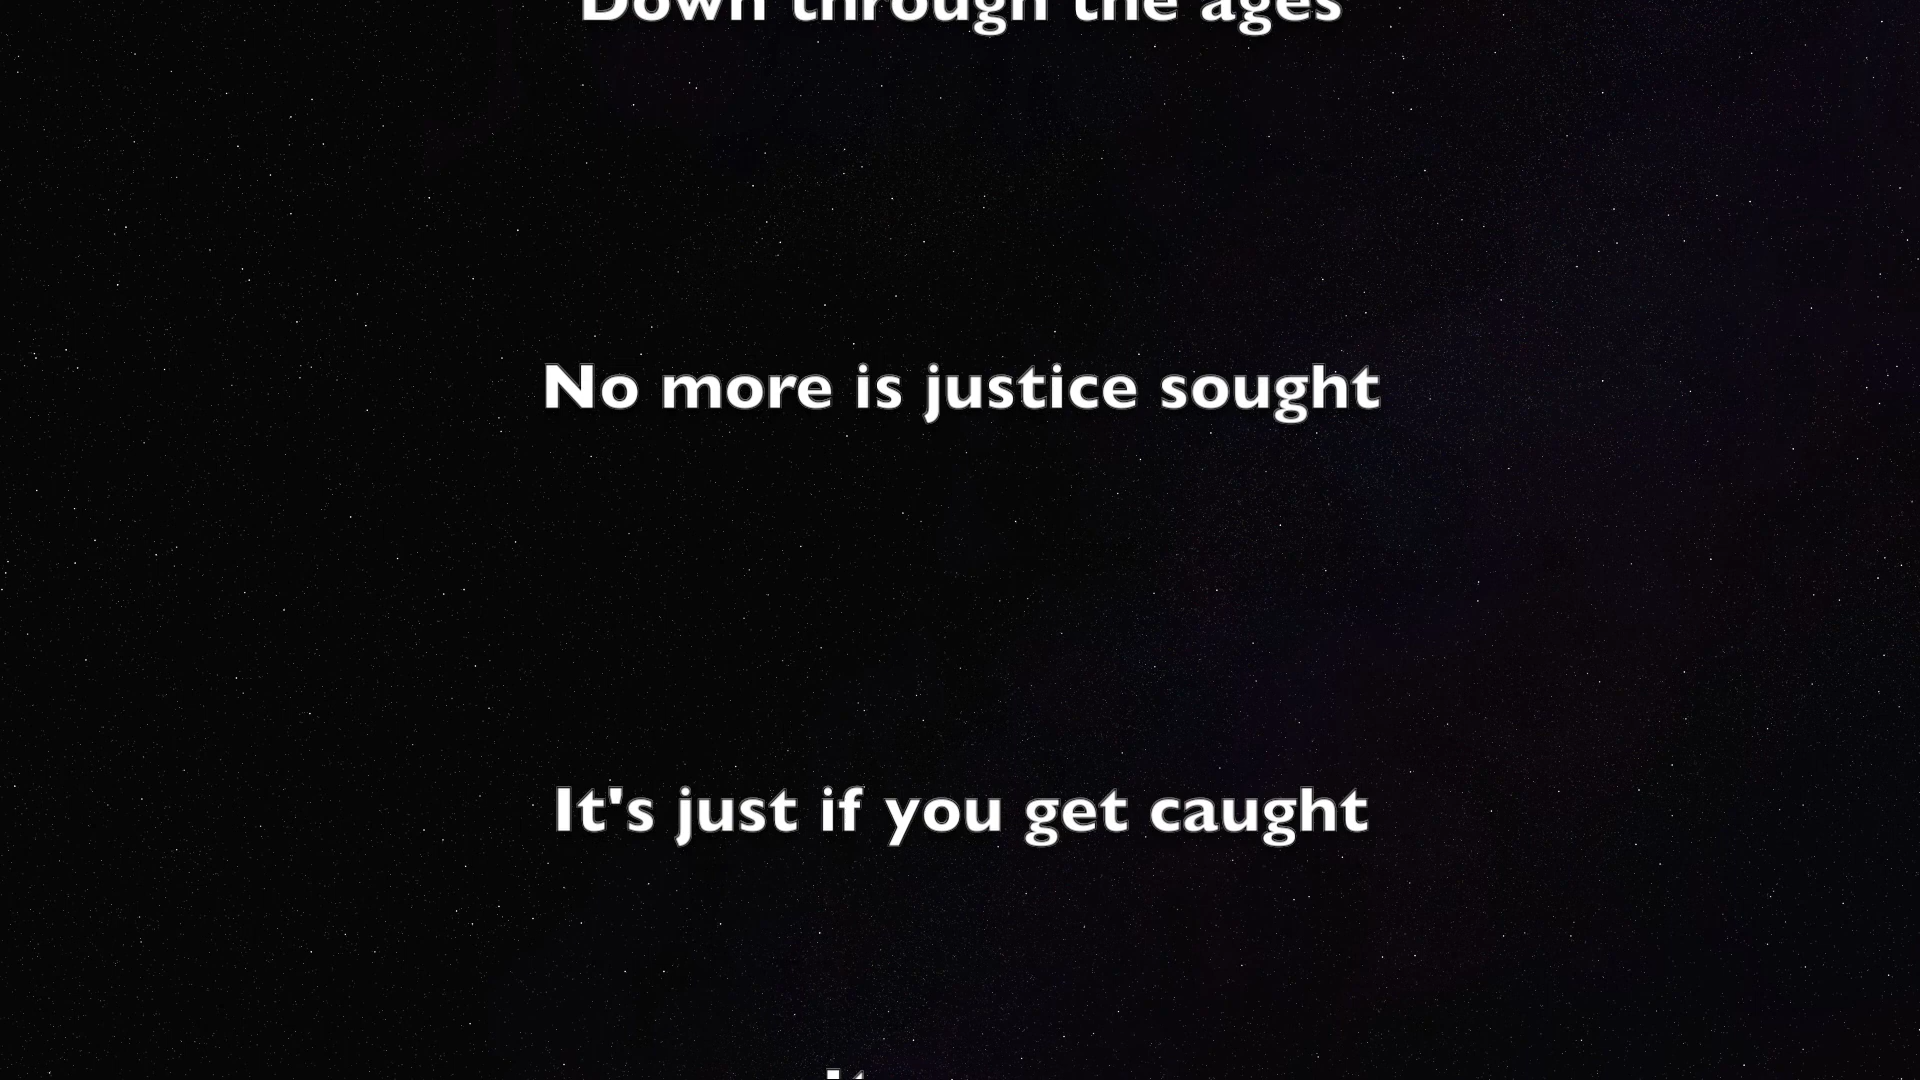 Down through the ages
No more is justice sought
It's just if you get caught